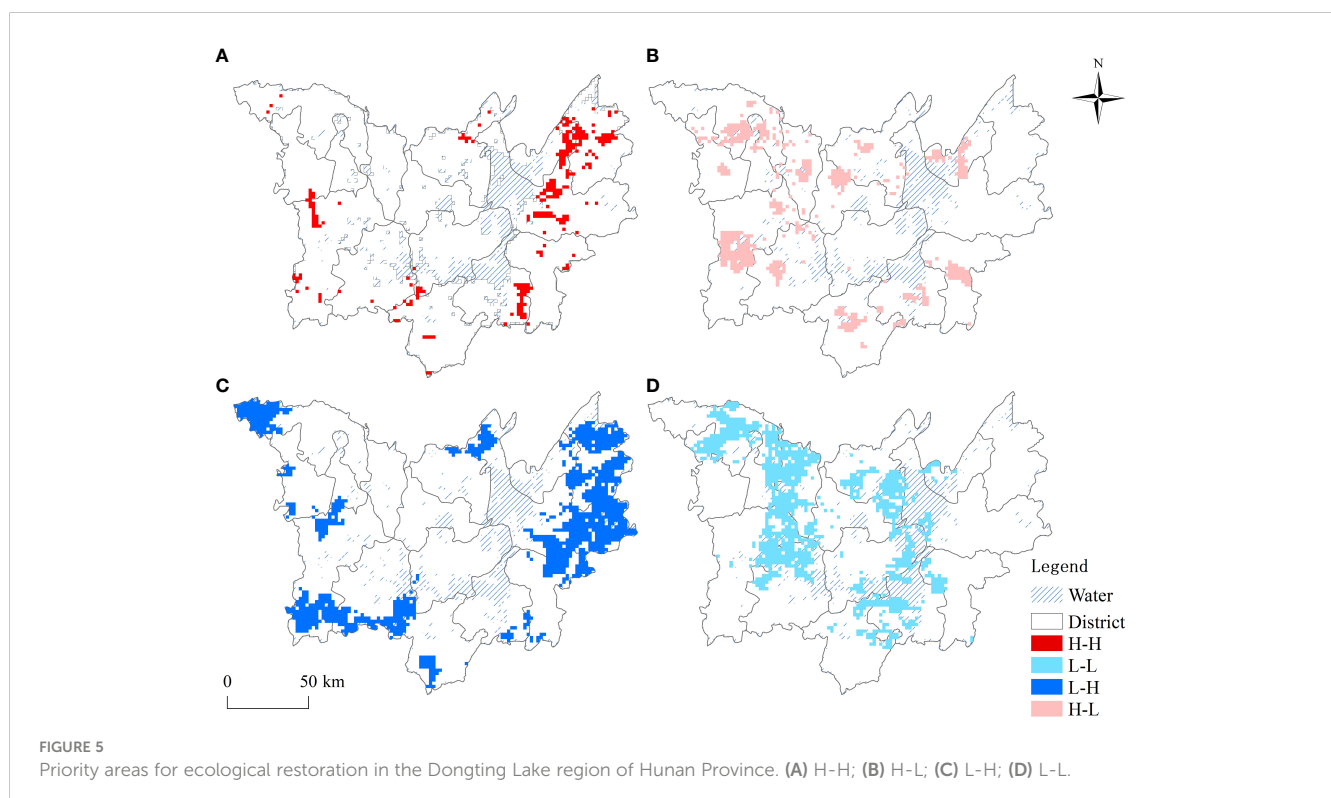 A
B
N
C
D
Legend
Water
District
H-H
L-L
L-H
H-L
0 50 km
FIGURE 5
Priority areas for ecological restoration in the Dongting Lake region of Hunan Province. (A) H-H; (B) H-L; (C) L-H; (D) L-L.